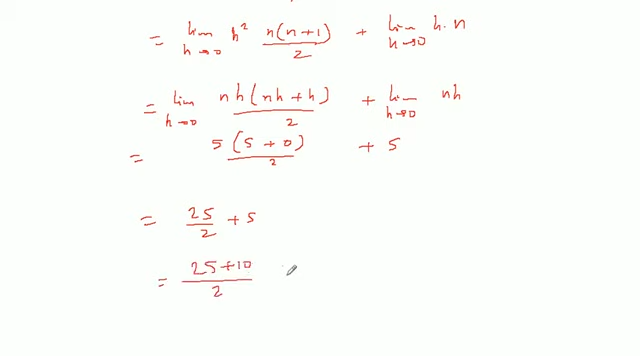 = lim h→0 h² n(n+1)/2 + lim h→0 h. n
= lim h→0 nh(nh+h)/2 + lim h→0 nh
= 5(5+0)/2 + 5
= 25/2 + 5
= 25+10/2